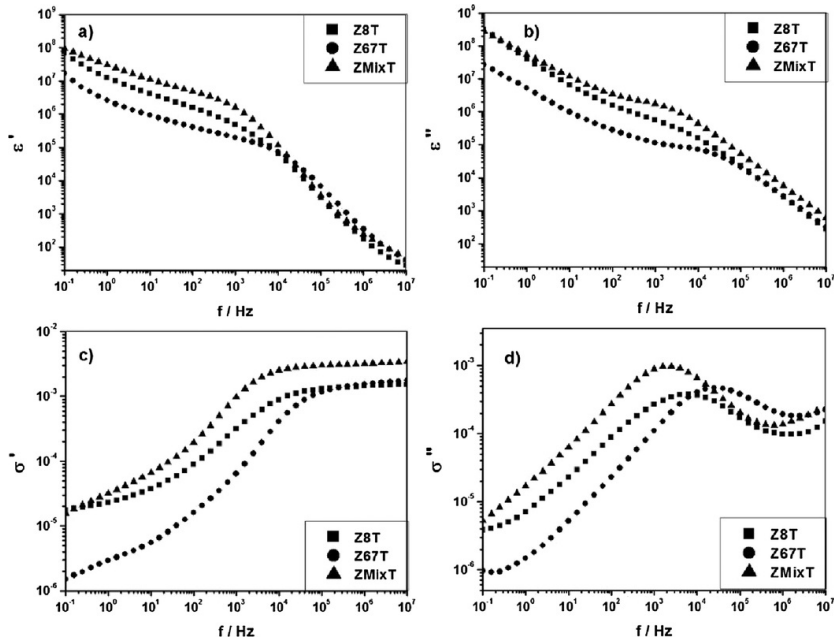 a)
Z8T
Z67T
ZMixT
10⁹
10⁸
10⁷
10⁶
10⁵
10⁴
10³
10²
ε'
10⁻¹ 10⁰ 10¹ 10² 10³ 10⁴ 10⁵ 10⁶ 10⁷
f / Hz
b)
Z8T
Z67T
ZMixT
10⁹
10⁸
10⁷
10⁶
10⁵
10⁴
10³
10²
ε''
10⁻¹ 10⁰ 10¹ 10² 10³ 10⁴ 10⁵ 10⁶ 10⁷
f / Hz
c)
10⁻²
10⁻³
10⁻⁴
10⁻⁵
10⁻⁶
σ'
Z8T
Z67T
ZMixT
10⁻¹ 10⁰ 10¹ 10² 10³ 10⁴ 10⁵ 10⁶ 10⁷
f / Hz
d)
10⁻³
10⁻⁴
10⁻⁵
10⁻⁶
σ''
Z8T
Z67T
ZMixT
10⁻¹ 10⁰ 10¹ 10² 10³ 10⁴ 10⁵ 10⁶ 10⁷
f / Hz